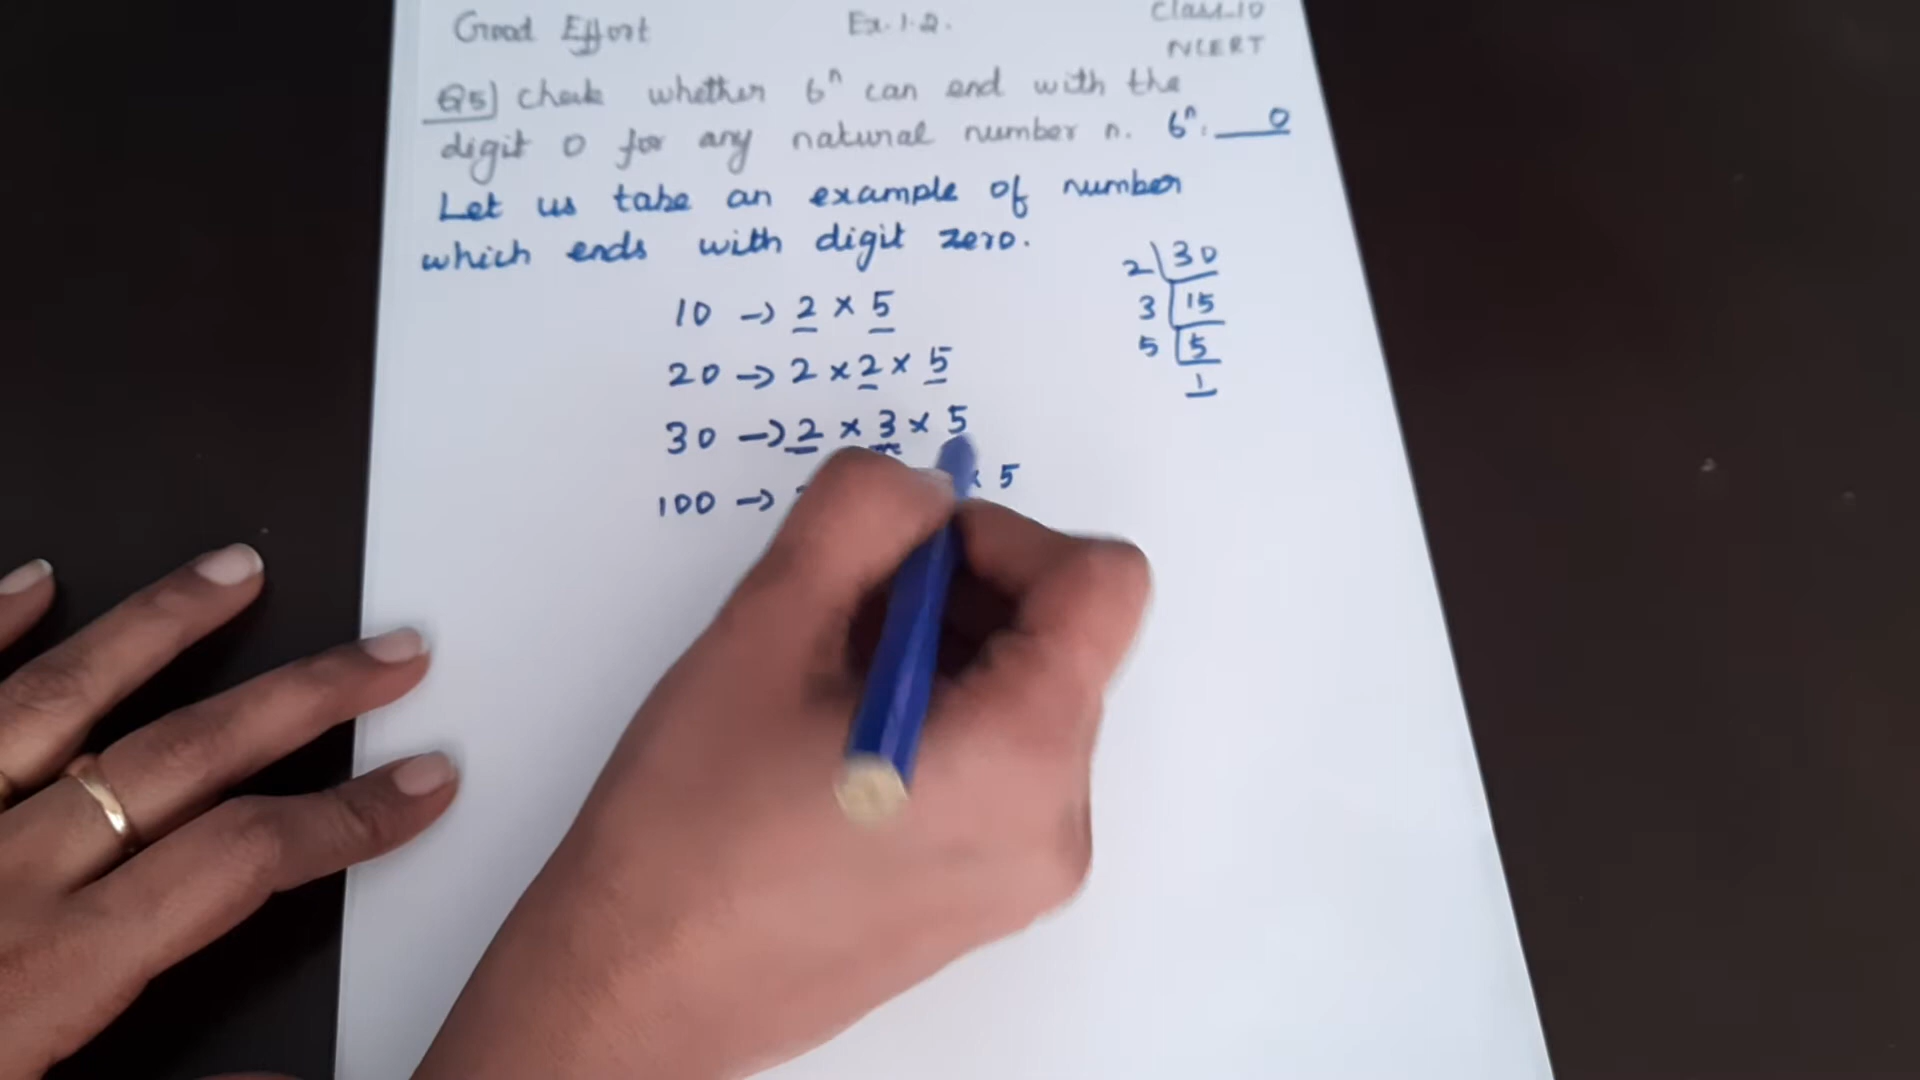 Good Effort Ex. 1.2. Class-10
NCERT
Q5) Check whether 6ⁿ can end with the
digit 0 for any natural number n. 6ⁿ: 0
Let us take an example of number
which ends with digit zero.
10 → 2 × 5
20 → 2 × 2 × 5
30 → 2 × 3 × 5
100 → × 5
2 30
3 15
5 5
1